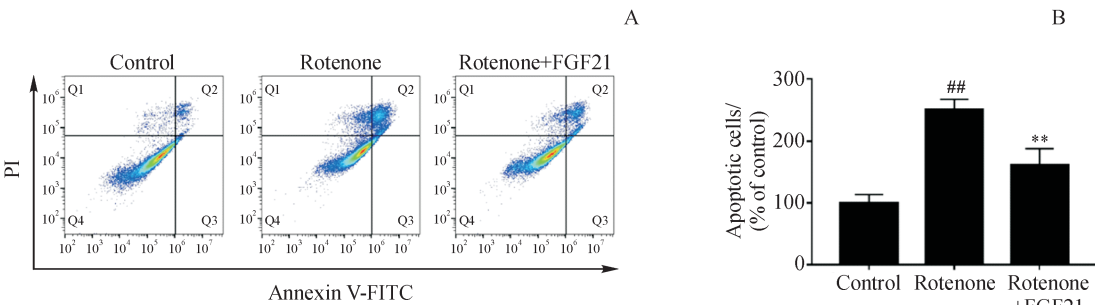 A
B
Control
Rotenone
Rotenone+FGF21
Q1
Q2
Q4
Q3
10⁶
10⁵
10⁴
10³
10²
10² 10³ 10⁴ 10⁵ 10⁶ 10⁷
Q1
Q2
Q4
Q3
10⁶
10⁵
10⁴
10³
10²
10² 10³ 10⁴ 10⁵ 10⁶ 10⁷
Q1
Q2
Q4
Q3
10⁶
10⁵
10⁴
10³
10²
10² 10³ 10⁴ 10⁵ 10⁶ 10⁷
PI
Annexin V-FITC
Apoptotic cells/
(% of control)
300
200
100
0
##
**
Control
Rotenone
Rotenone
+FGF21